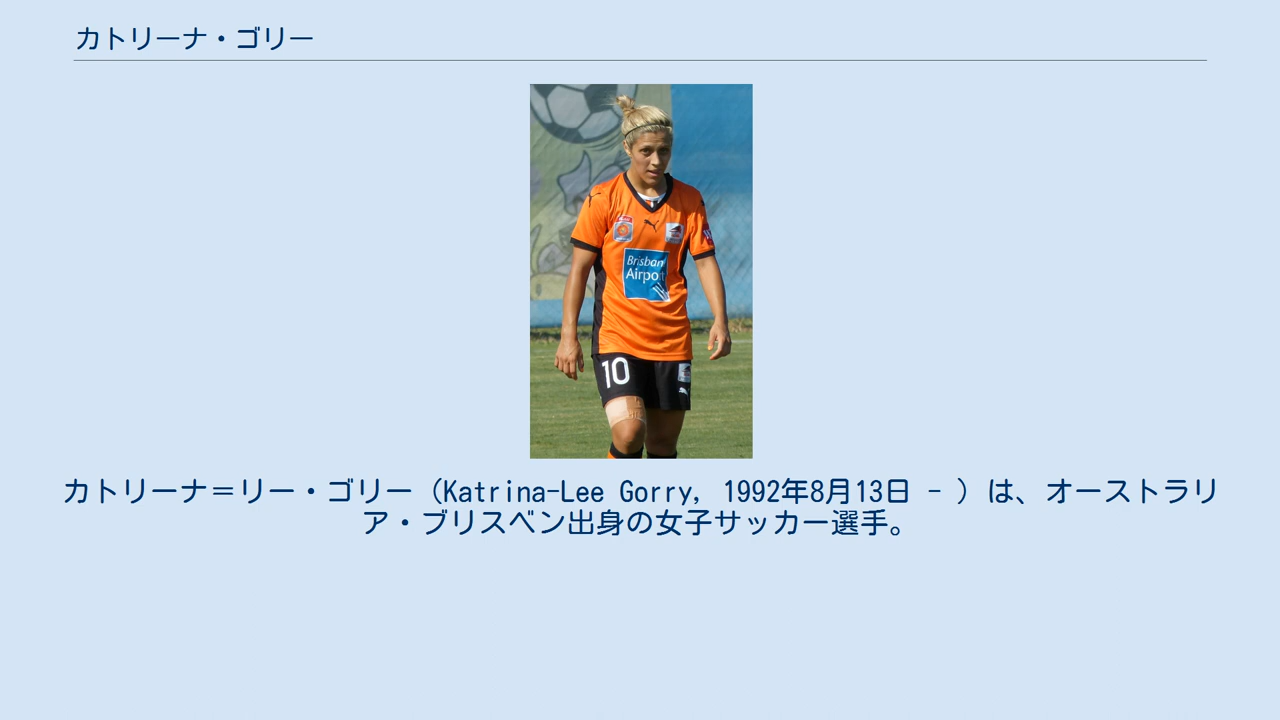 カトリーナ・ゴリー
Brisban
Airpo
10
カトリーナ＝リー・ゴリー（Katrina-Lee Gorry, 1992年8月13日 - ）は、オーストラリ
ア・ブリスベン出身の女子サッカー選手。